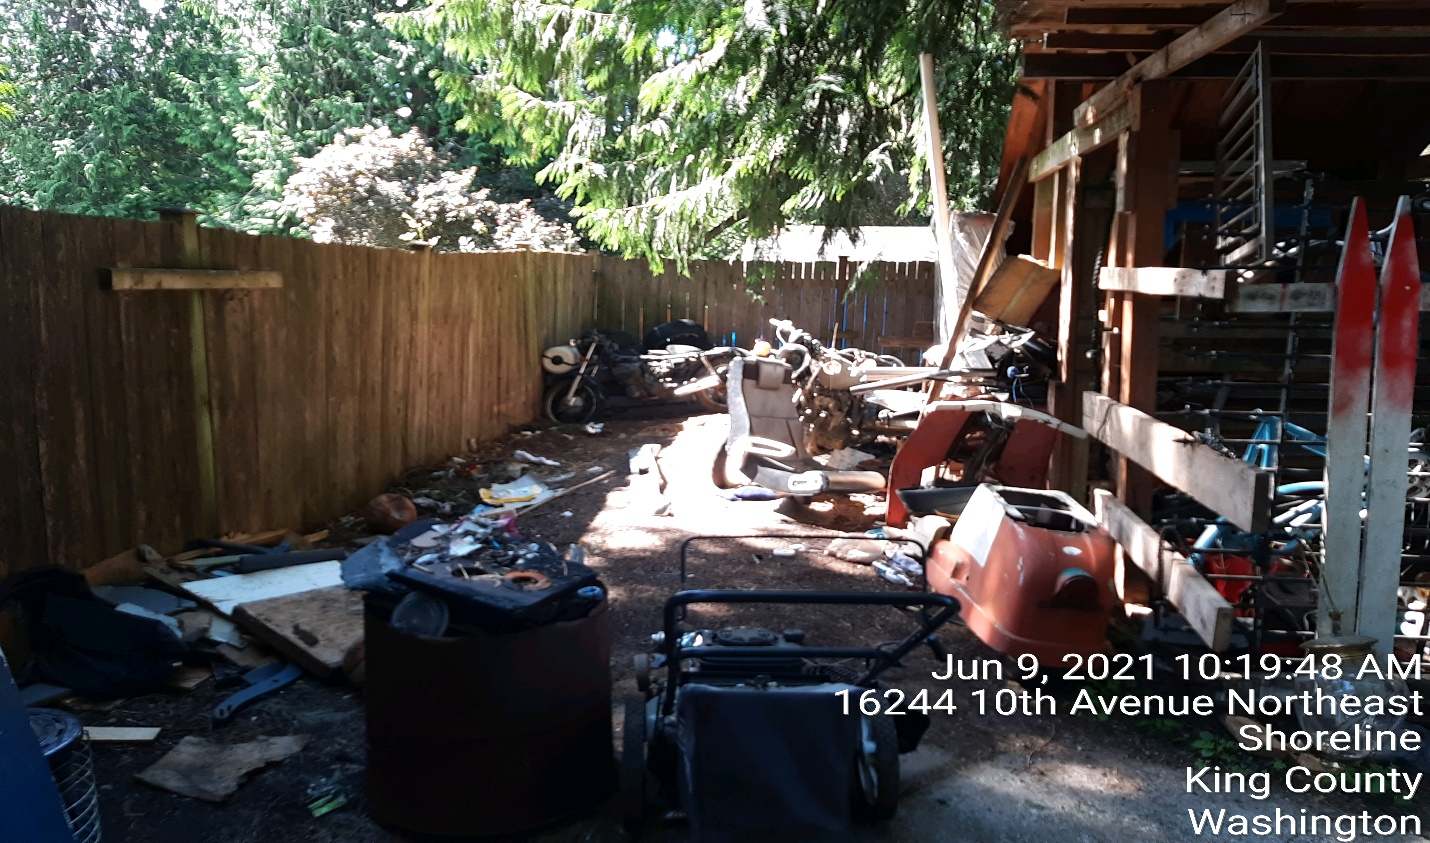 Jun 9, 2021 10:19:48 AM
16244 10th Avenue Northeast
Shoreline
King County
Washington